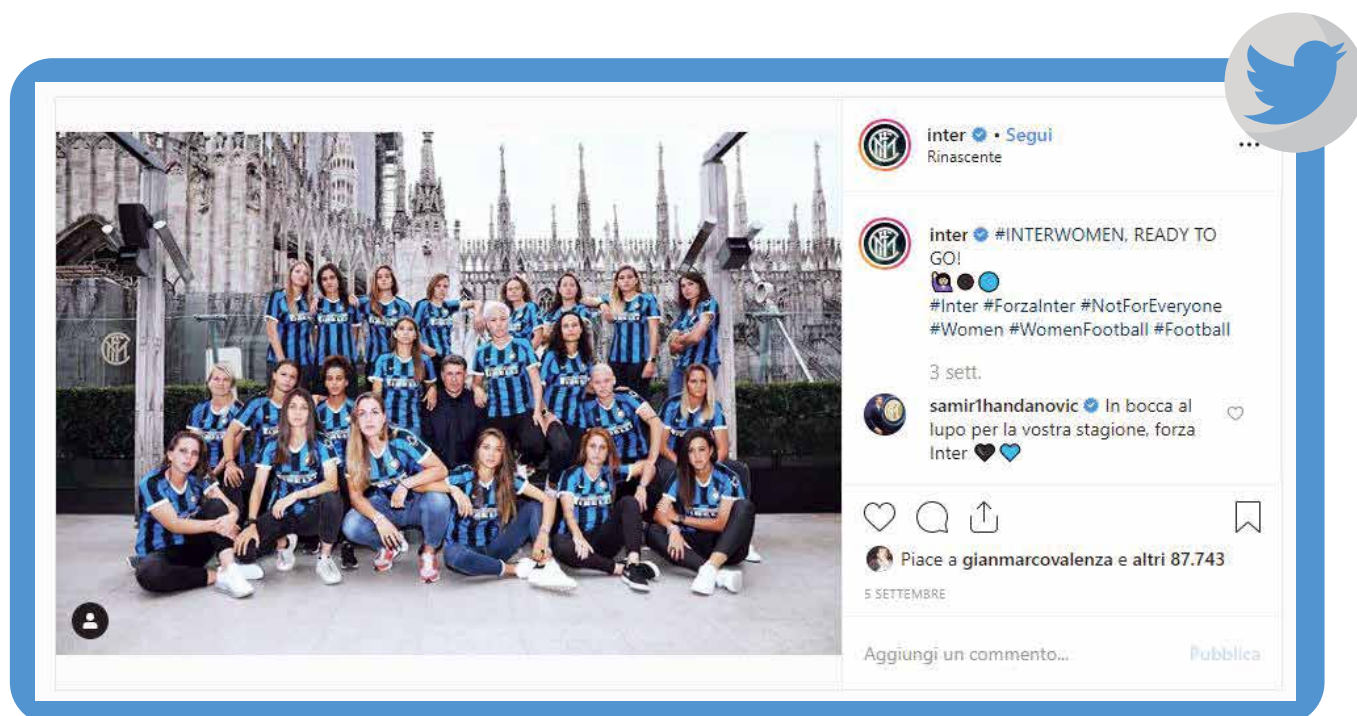 inter • Segui
Rinascente
inter #INTERWOMEN, READY TO
GO!
#Inter #ForzaInter #NotForEveryone
#Women #WomenFootball #Football
3 sett.
samir1handanovic In bocca al
lupo per la vostra stagione, forza
Inter
Piace a gianmarcovalenza e altri 87.743
5 SETTEMBRE
Aggiungi un commento... Pubblica